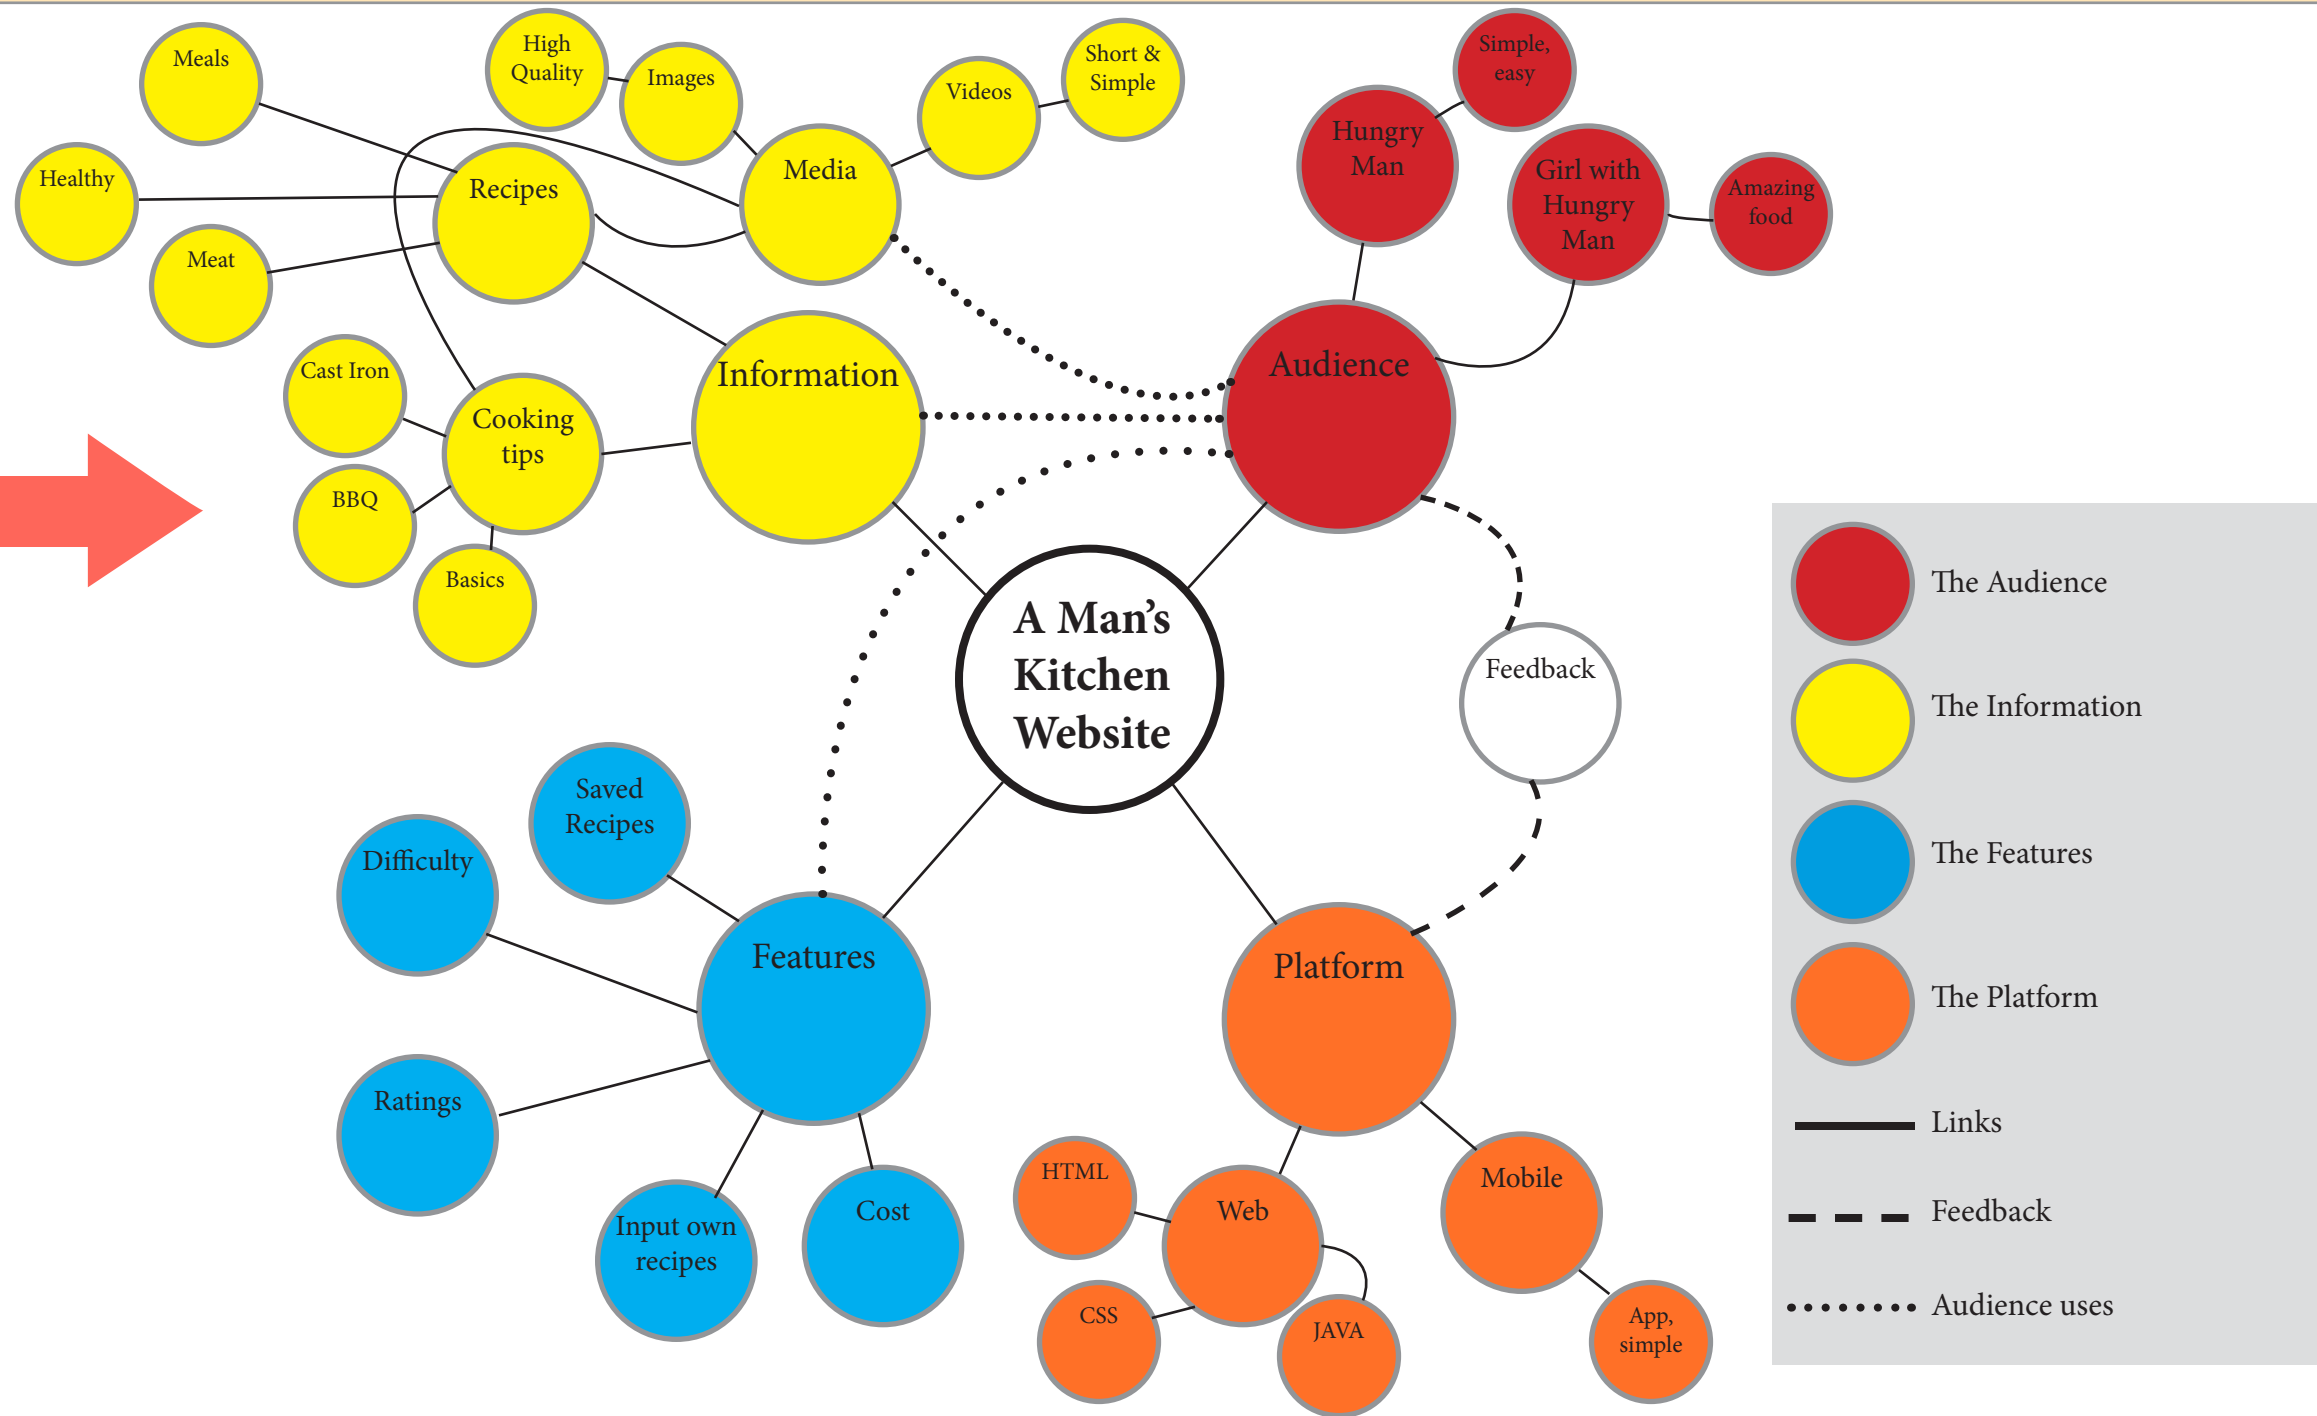 Meals
High
Quality
Images
Videos
Short &
Simple
Simple,
easy
Healthy
Recipes
Media
Hungry
Man
Girl with
Hungry
Man
Amazing
food
Meat
Cast Iron
Cooking
tips
Information
Audience
BBQ
Basics
A Man’s
Kitchen
Website
Feedback
Saved
Recipes
Difficulty
Features
Platform
Ratings
Input own
recipes
Cost
HTML
Web
Mobile
CSS
JAVA
App,
simple
The Audience
The Information
The Features
The Platform
Links
Feedback
Audience uses